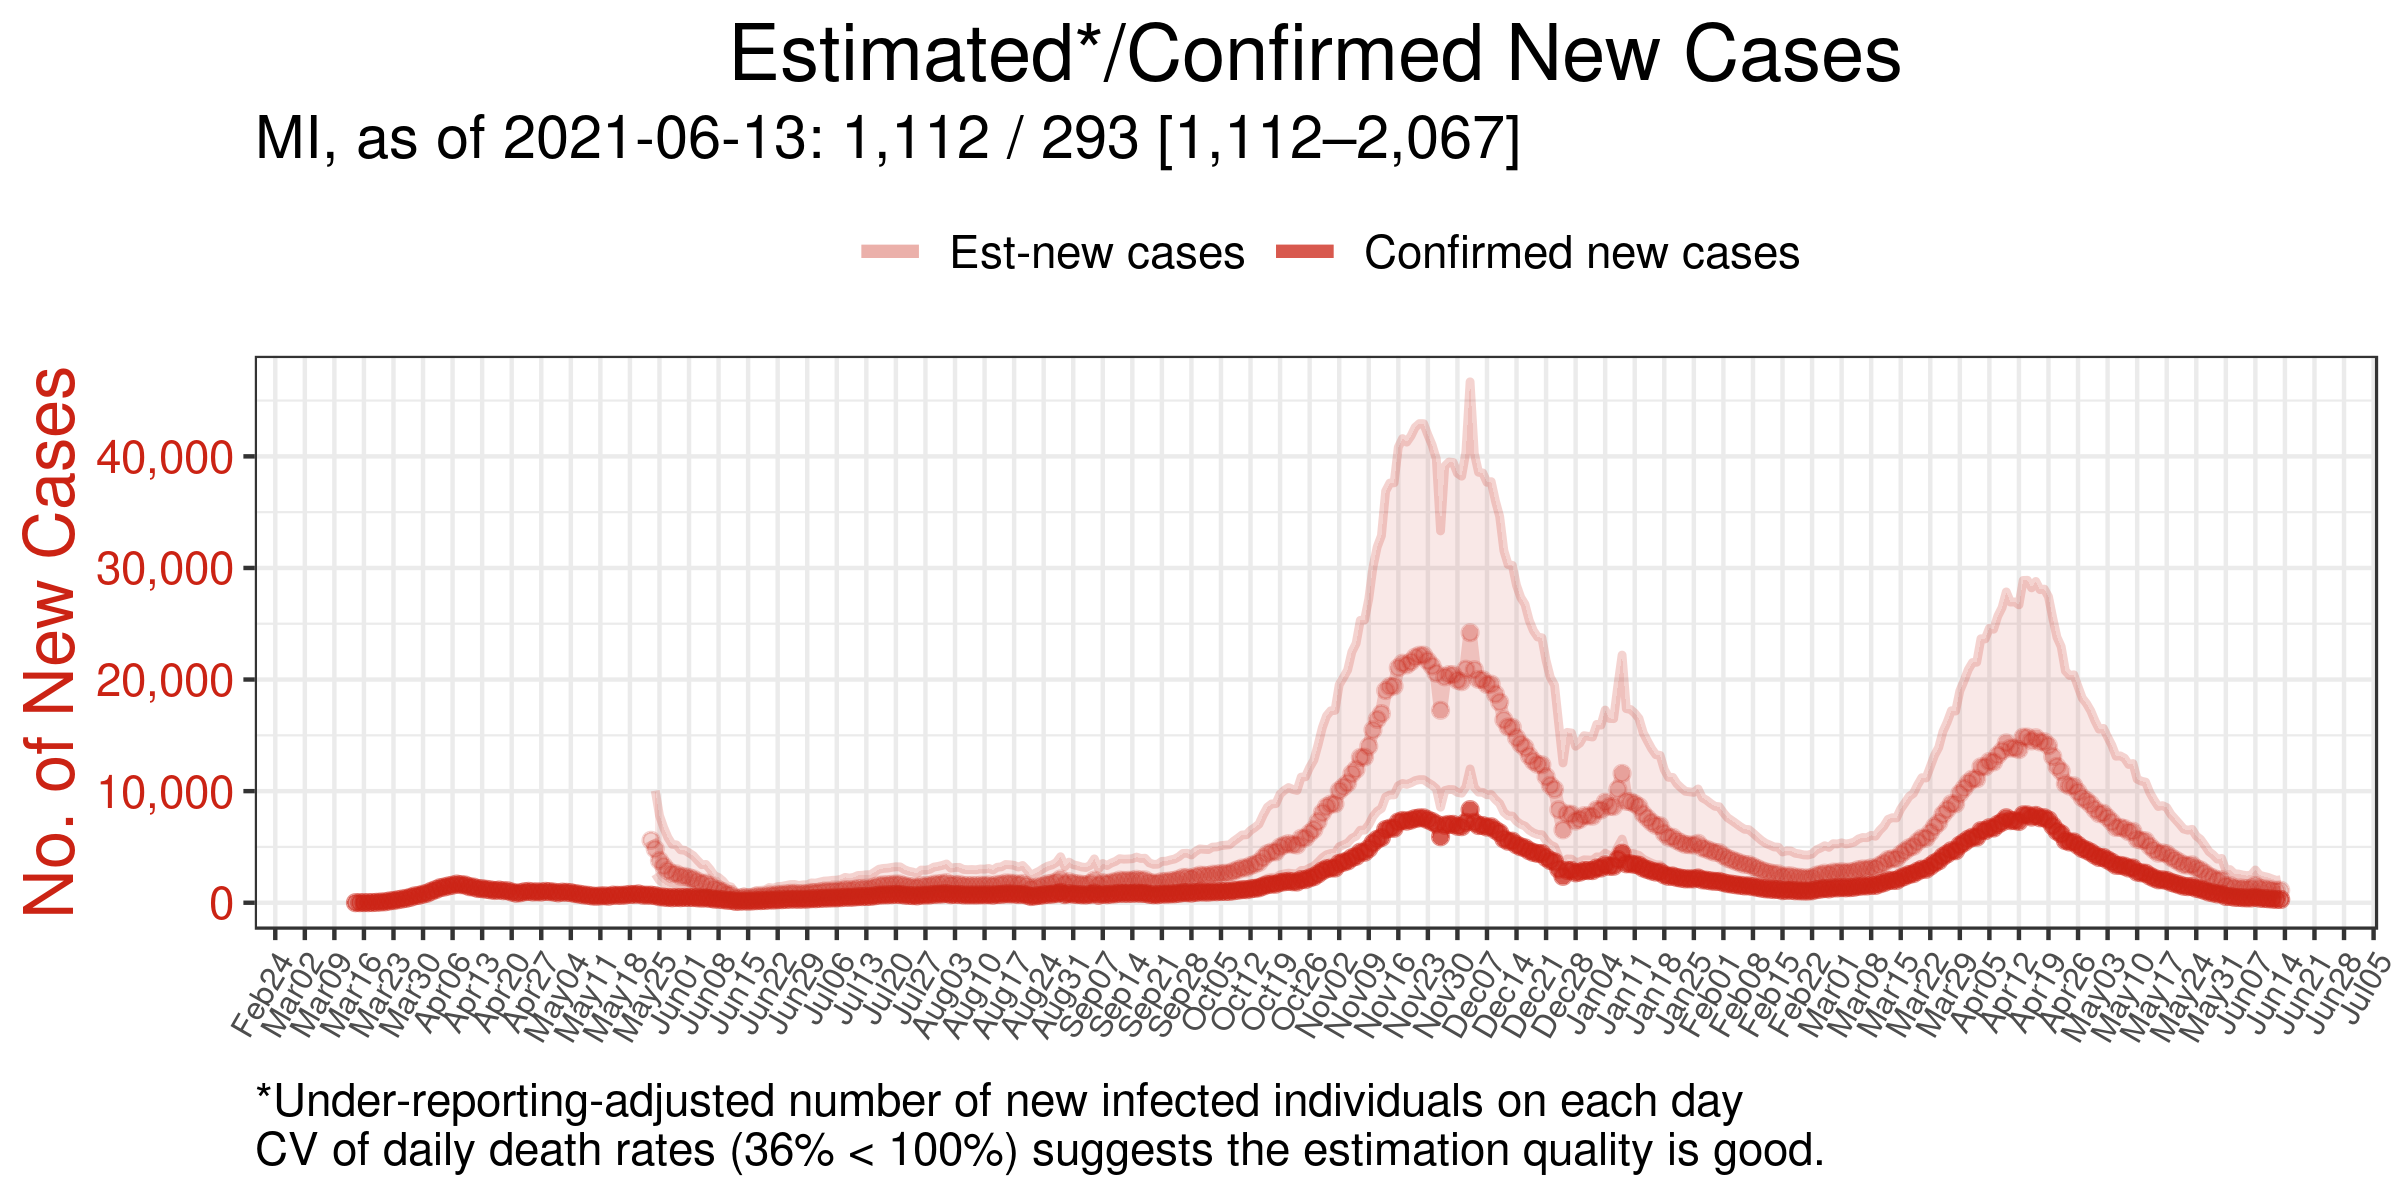 Estimated*/Confirmed New Cases
MI, as of 2021-06-13: 1,112 / 293 [1,112–2,067]
Est-new cases
Confirmed new cases
No. of New Cases
40,000
30,000
20,000
10,000
0
Feb24
Mar02
Mar09
Mar16
Mar23
Mar30
Apr06
Apr13
Apr20
Apr27
May04
May11
May18
May25
Jun01
Jun08
Jun15
Jun22
Jun29
Jul06
Jul13
Jul20
Jul27
Aug03
Aug10
Aug17
Aug24
Aug31
Sep07
Sep14
Sep21
Sep28
Oct05
Oct12
Oct19
Oct26
Nov02
Nov09
Nov16
Nov23
Nov30
Dec07
Dec14
Dec21
Dec28
Jan04
Jan11
Jan18
Jan25
Feb01
Feb08
Feb15
Feb22
Mar01
Mar08
Mar15
Mar22
Mar29
Apr05
Apr12
Apr19
Apr26
May03
May10
May17
May24
May31
Jun07
Jun14
Jun21
Jun28
Jul05
*Under-reporting-adjusted number of new infected individuals on each day
CV of daily death rates (36% < 100%) suggests the estimation quality is good.